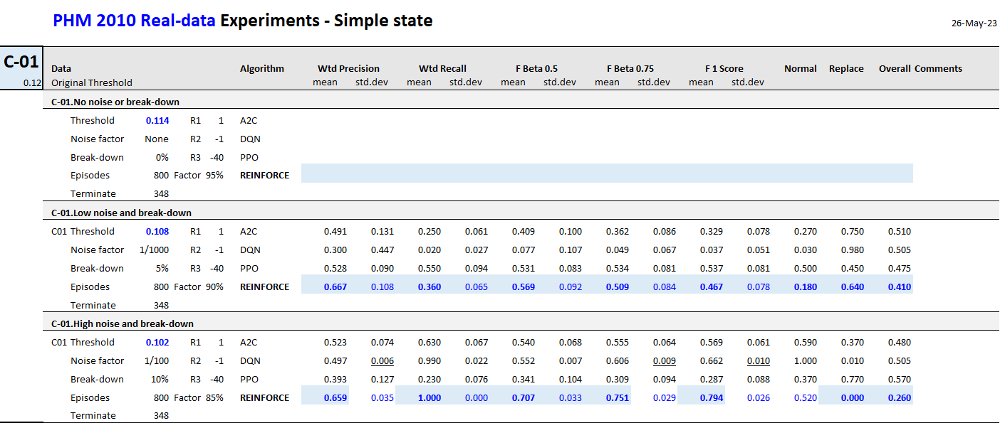 PHM 2010 Real-data Experiments - Simple state
26-May-23
C-01 Data Algorithm Wtd Precision Wtd Recall F Beta 0.5 F Beta 0.75 F 1 Score Normal Replace Overall Comments
0.12 Original Threshold mean std.dev mean std.dev mean std.dev mean std.dev mean std.dev
C-01.No noise or break-down
Threshold 0.114 R1 1 A2C
Noise factor None R2 -1 DQN
Break-down 0% R3 -40 PPO
Episodes 800 Factor 95% REINFORCE
Terminate 348
C-01.Low noise and break-down
C01 Threshold 0.108 R1 1 A2C 0.491 0.131 0.250 0.061 0.409 0.100 0.362 0.086 0.329 0.078 0.270 0.750 0.510
Noise factor 1/1000 R2 -1 DQN 0.300 0.447 0.020 0.027 0.077 0.107 0.049 0.067 0.037 0.051 0.030 0.980 0.505
Break-down 5% R3 -40 PPO 0.528 0.090 0.550 0.094 0.531 0.083 0.534 0.081 0.537 0.081 0.500 0.450 0.475
Episodes 800 Factor 90% REINFORCE 0.667 0.108 0.360 0.065 0.569 0.092 0.509 0.084 0.467 0.078 0.180 0.640 0.410
Terminate 348
C-01.High noise and break-down
C01 Threshold 0.102 R1 1 A2C 0.523 0.074 0.630 0.067 0.540 0.068 0.555 0.064 0.569 0.061 0.590 0.370 0.480
Noise factor 1/100 R2 -1 DQN 0.497 0.006 0.990 0.022 0.552 0.007 0.606 0.009 0.662 0.010 1.000 0.010 0.505
Break-down 10% R3 -40 PPO 0.393 0.127 0.230 0.076 0.341 0.104 0.309 0.094 0.287 0.088 0.370 0.770 0.570
Episodes 800 Factor 85% REINFORCE 0.659 0.035 1.000 0.000 0.707 0.033 0.751 0.029 0.794 0.026 0.520 0.000 0.260
Terminate 348